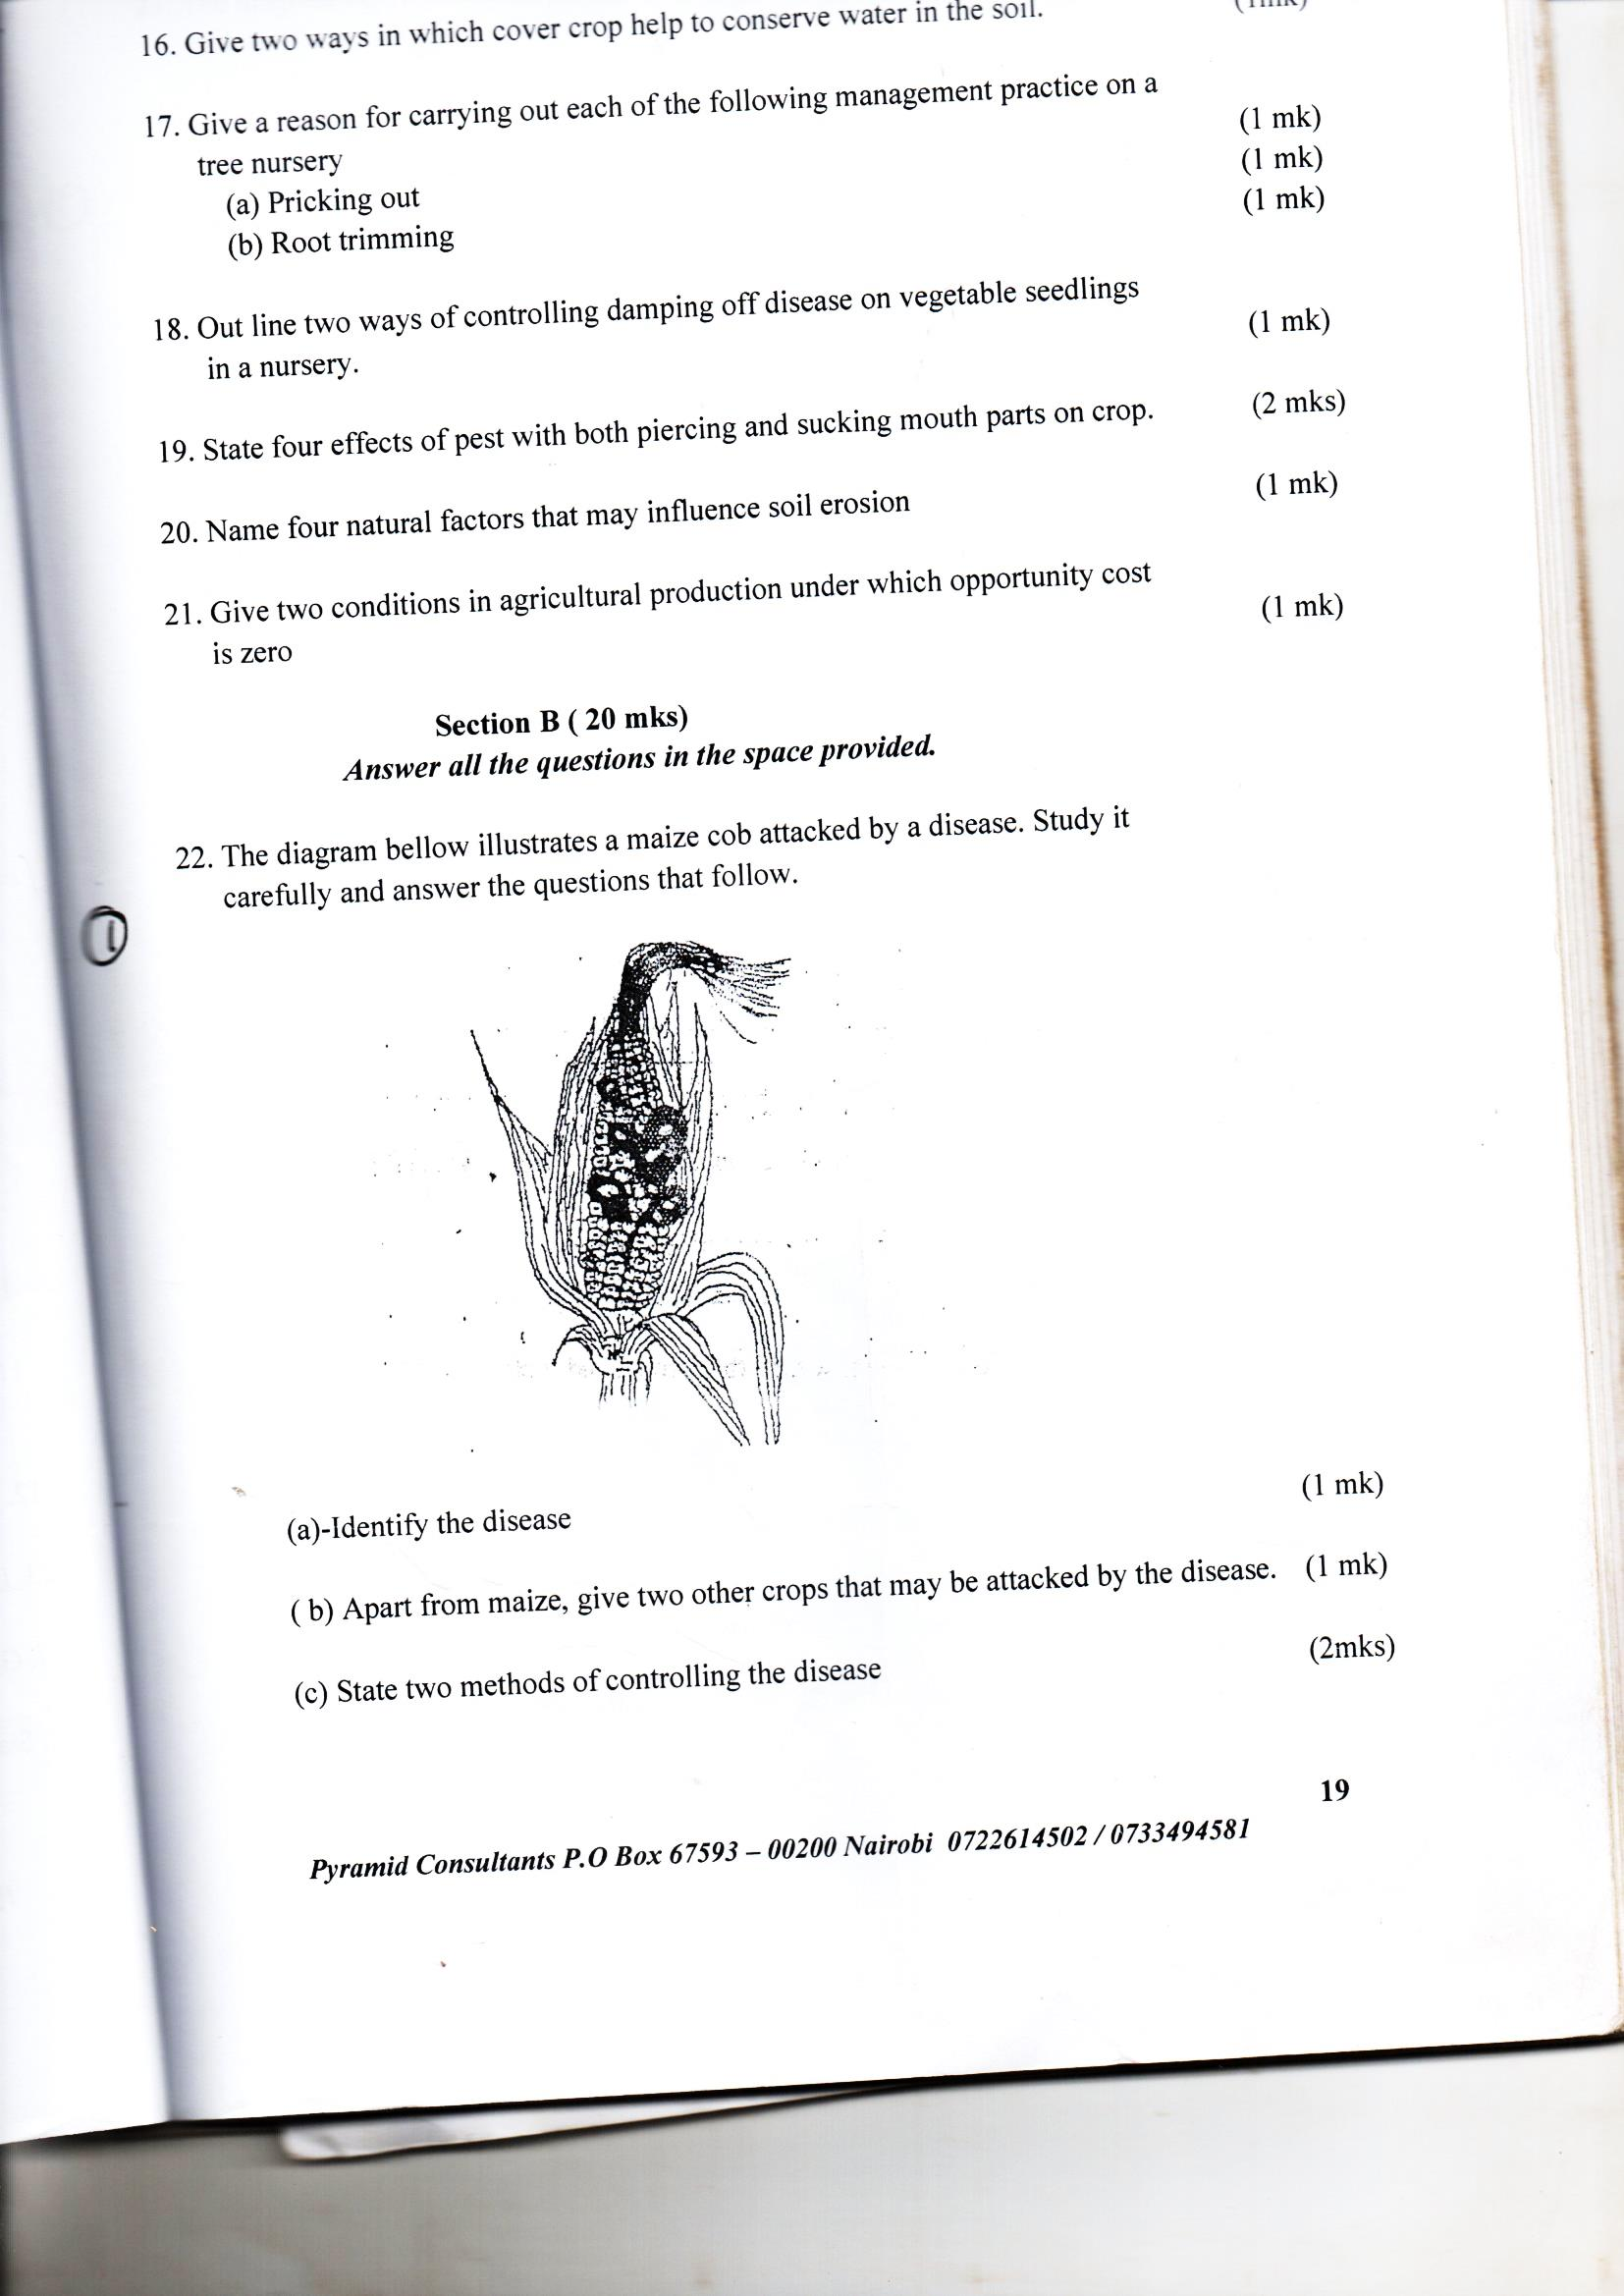 16. Give two ways in which cover crop help to conserve water in the soil.
17. Give a reason for carrying out each of the following management practice on a
tree nursery (1 mk)
(a) Pricking out (1 mk)
(b) Root trimming (1 mk)
18. Out line two ways of controlling damping off disease on vegetable seedlings
in a nursery. (1 mk)
19. State four effects of pest with both piercing and sucking mouth parts on crop. (2 mks)
20. Name four natural factors that may influence soil erosion (1 mk)
21. Give two conditions in agricultural production under which opportunity cost
is zero (1 mk)
Section B ( 20 mks)
Answer all the questions in the space provided.
22. The diagram bellow illustrates a maize cob attacked by a disease. Study it
carefully and answer the questions that follow.
1
(a)-Identify the disease (1 mk)
( b) Apart from maize, give two other crops that may be attacked by the disease. (1 mk)
(c) State two methods of controlling the disease (2mks)
19
Pyramid Consultants P.O Box 67593 – 00200 Nairobi 0722614502 / 0733494581